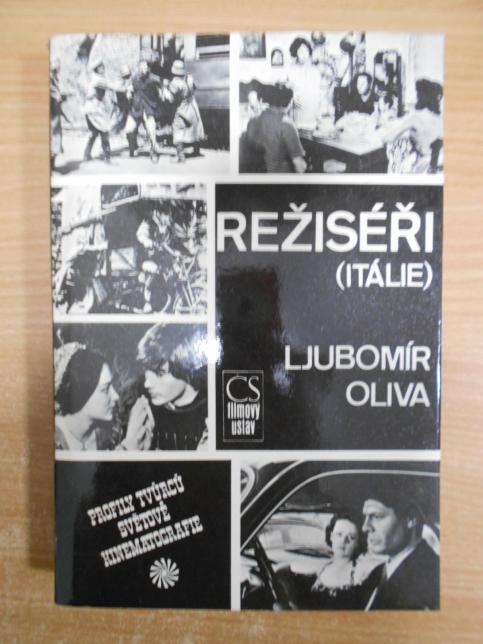 REŽISÉŘI
(ITÁLIE)
LJUBOMÍR
OLIVA
ČS
filmový
ústav
PROFILY TVŮRCŮ
SVĚTOVÉ
KINEMATOGRAFIE